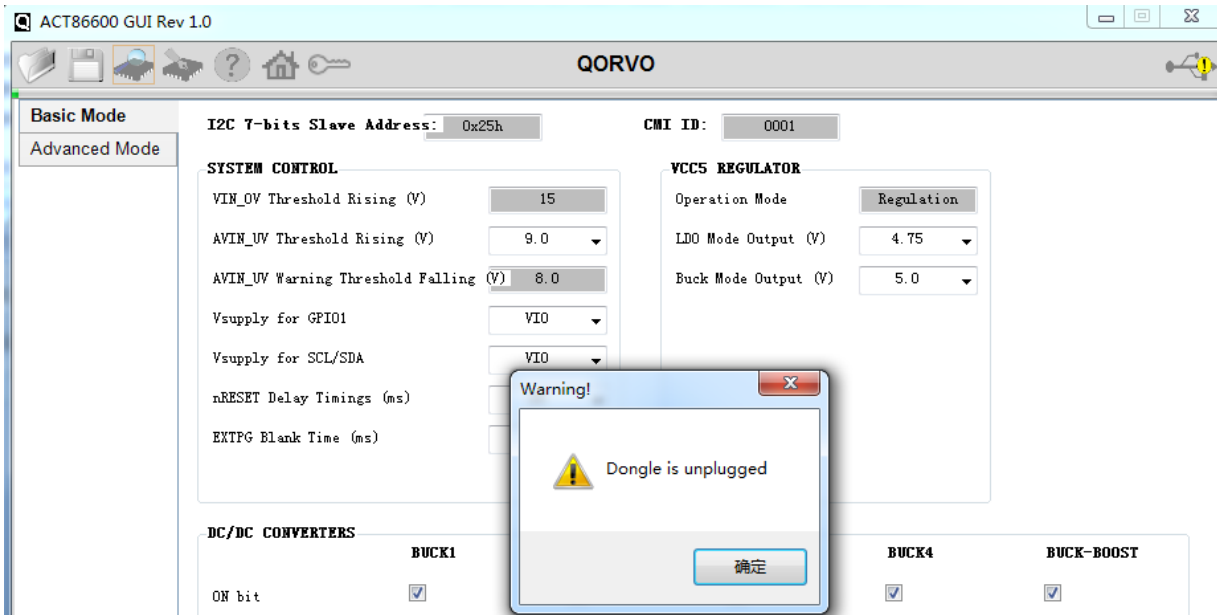 ACT86600 GUI Rev 1.0
QORVO
Basic Mode
Advanced Mode
I2C 7-bits Slave Address: 0x25h CMI ID: 0001
SYSTEM CONTROL
VIN_OV Threshold Rising (V) 15
AVIN_UV Threshold Rising (V) 9.0
AVIN_UV Warning Threshold Falling (V) 8.0
Vsupply for GPIO1 VIO
Vsupply for SCL/SDA VIO
nRESET Delay Timings (ms)
EXTPG Blank Time (ms)
VCC5 REGULATOR
Operation Mode Regulation
LDO Mode Output (V) 4.75
Buck Mode Output (V) 5.0
Warning!
Dongle is unplugged
确定
DC/DC CONVERTERS
BUCK1 BUCK4 BUCK-BOOST
ON bit